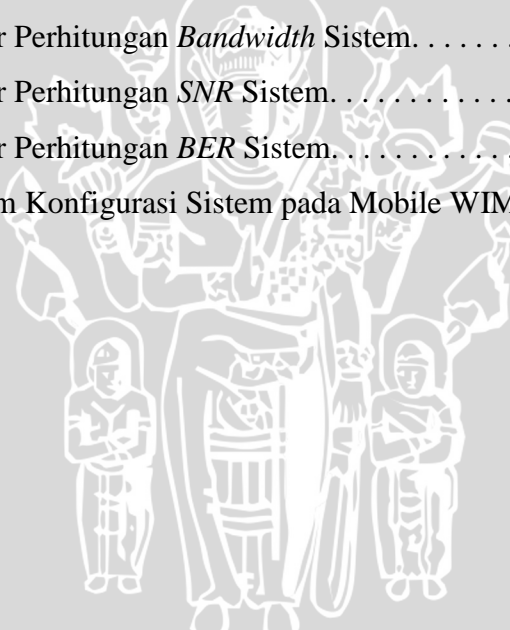 r Perhitungan Bandwidth Sistem. . . . . . .
r Perhitungan SNR Sistem. . . . . . . . . . . .
r Perhitungan BER Sistem. . . . . . . . . . . .
m Konfigurasi Sistem pada Mobile WIM